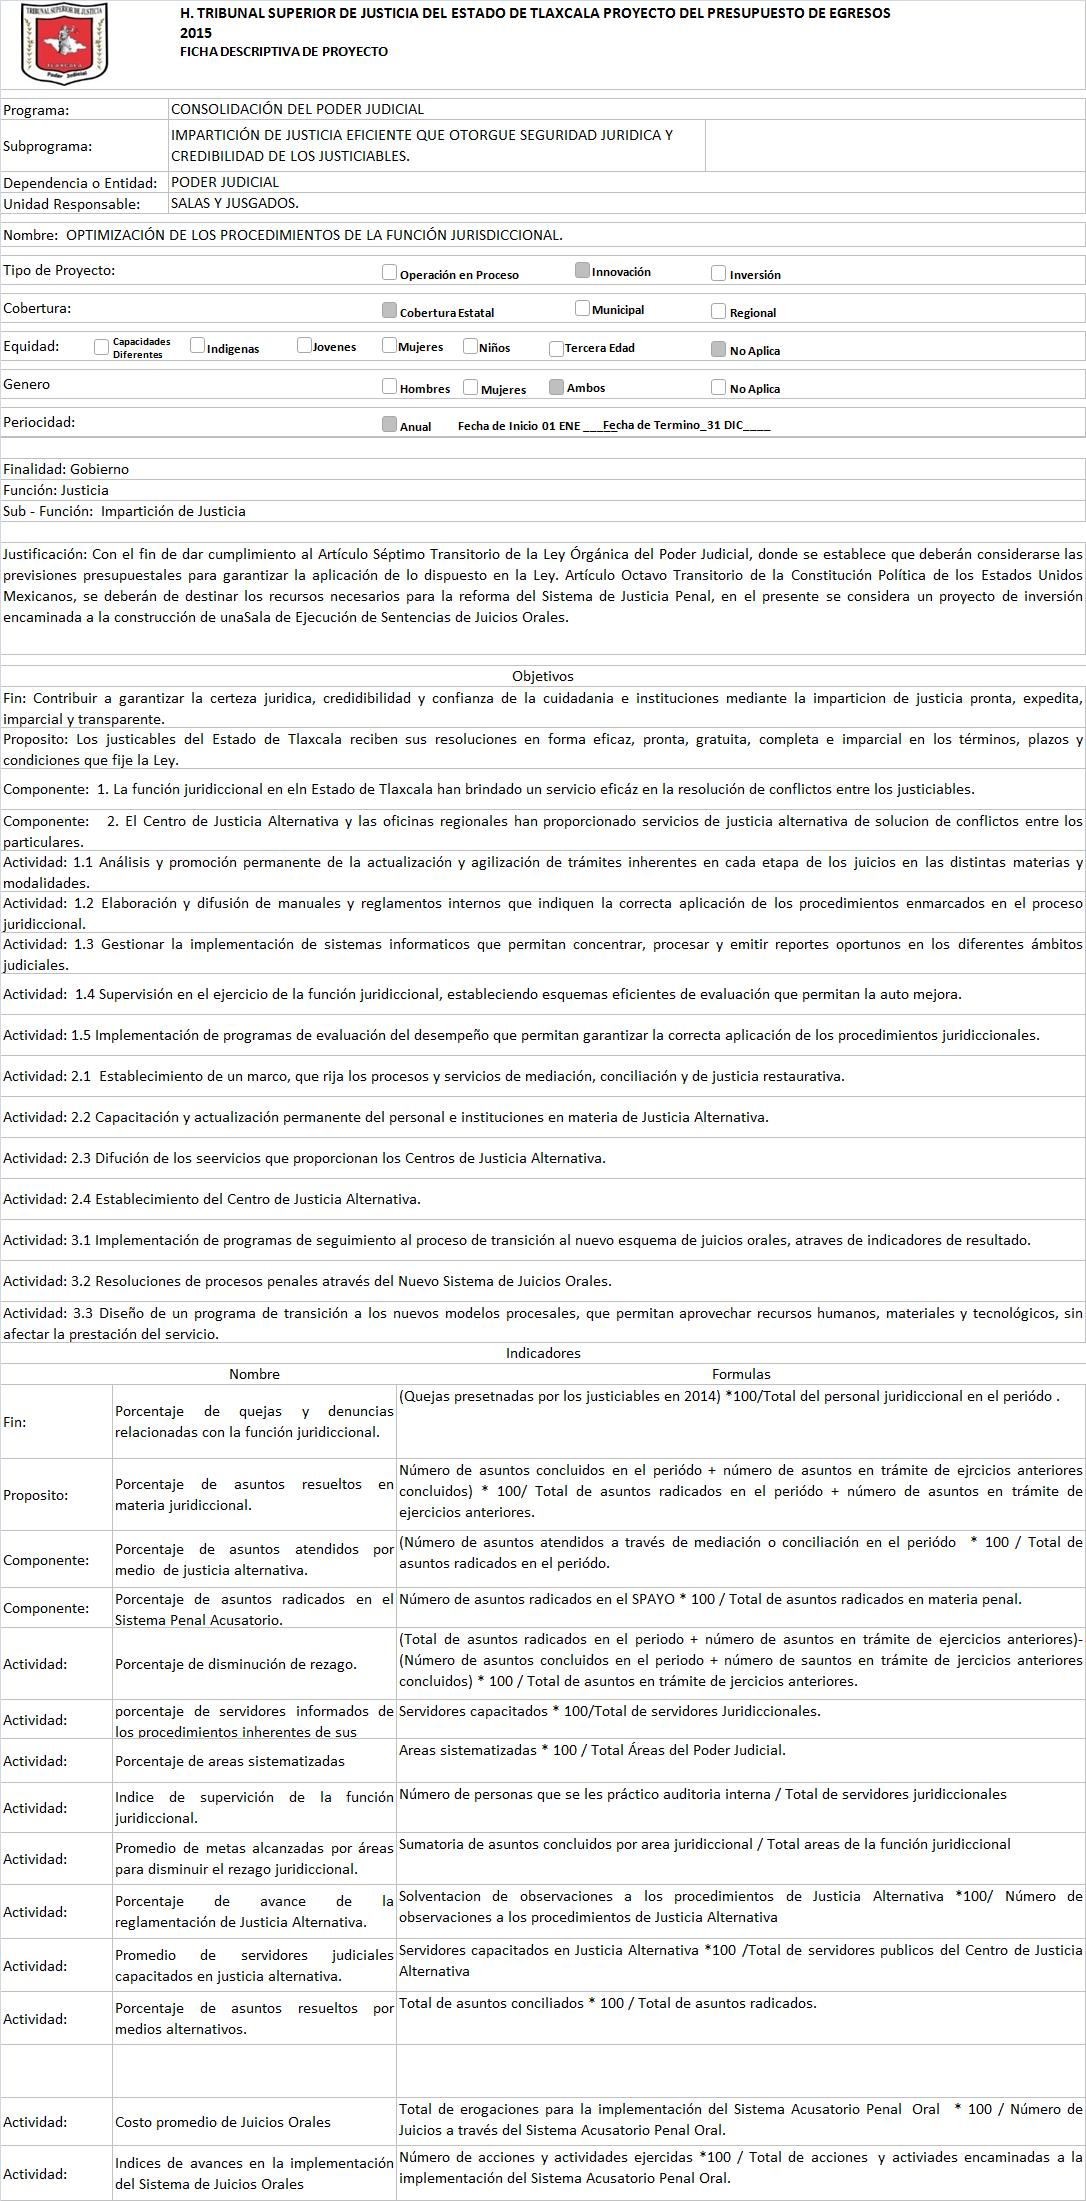 TRIBUNAL SUPERIOR DE JUSTICIA
TLAXCALA
Poder Judicial
H. TRIBUNAL SUPERIOR DE JUSTICIA DEL ESTADO DE TLAXCALA PROYECTO DEL PRESUPUESTO DE EGRESOS
2015
FICHA DESCRIPTIVA DE PROYECTO
Programa: CONSOLIDACIÓN DEL PODER JUDICIAL
Subprograma: IMPARTICIÓN DE JUSTICIA EFICIENTE QUE OTORGUE SEGURIDAD JURIDICA Y
CREDIBILIDAD DE LOS JUSTICIABLES.
Dependencia o Entidad: PODER JUDICIAL
Unidad Responsable: SALAS Y JUSGADOS.
Nombre: OPTIMIZACIÓN DE LOS PROCEDIMIENTOS DE LA FUNCIÓN JURISDICCIONAL.
Tipo de Proyecto: Operación en Proceso Innovación Inversión
Cobertura: Cobertura Estatal Municipal Regional
Equidad: Capacidades Diferentes Indigenas Jovenes Mujeres Niños Tercera Edad No Aplica
Genero Hombres Mujeres Ambos No Aplica
Periocidad: Anual Fecha de Inicio 01 ENE _____ Fecha de Termino_31 DIC____
Finalidad: Gobierno
Función: Justicia
Sub - Función: Impartición de Justicia
Justificación: Con el fin de dar cumplimiento al Artículo Séptimo Transitorio de la Ley Órgánica del Poder Judicial, donde se establece que deberán considerarse las
previsiones presupuestales para garantizar la aplicación de lo dispuesto en la Ley. Artículo Octavo Transitorio de la Constitución Política de los Estados Unidos
Mexicanos, se deberán de destinar los recursos necesarios para la reforma del Sistema de Justicia Penal, en el presente se considera un proyecto de inversión
encaminada a la construcción de unaSala de Ejecución de Sentencias de Juicios Orales.
Objetivos
Fin: Contribuir a garantizar la certeza juridica, credidibilidad y confianza de la cuidadania e instituciones mediante la imparticion de justicia pronta, expedita,
imparcial y transparente.
Proposito: Los justicables del Estado de Tlaxcala reciben sus resoluciones en forma eficaz, pronta, gratuita, completa e imparcial en los términos, plazos y
condiciones que fije la Ley.
Componente: 1. La función juridiccional en eln Estado de Tlaxcala han brindado un servicio eficáz en la resolución de conflictos entre los justiciables.
Componente: 2. El Centro de Justicia Alternativa y las oficinas regionales han proporcionado servicios de justicia alternativa de solucion de conflictos entre los
particulares.
Actividad: 1.1 Análisis y promoción permanente de la actualización y agilización de trámites inherentes en cada etapa de los juicios en las distintas materias y
modalidades.
Actividad: 1.2 Elaboración y difusión de manuales y reglamentos internos que indiquen la correcta aplicación de los procedimientos enmarcados en el proceso
juridiccional.
Actividad: 1.3 Gestionar la implementación de sistemas informaticos que permitan concentrar, procesar y emitir reportes oportunos en los diferentes ámbitos
judiciales.
Actividad: 1.4 Supervisión en el ejercicio de la función juridiccional, estableciendo esquemas eficientes de evaluación que permitan la auto mejora.
Actividad: 1.5 Implementación de programas de evaluación del desempeño que permitan garantizar la correcta aplicación de los procedimientos juridiccionales.
Actividad: 2.1 Establecimiento de un marco, que rija los procesos y servicios de mediación, conciliación y de justicia restaurativa.
Actividad: 2.2 Capacitación y actualización permanente del personal e instituciones en materia de Justicia Alternativa.
Actividad: 2.3 Difución de los seervicios que proporcionan los Centros de Justicia Alternativa.
Actividad: 2.4 Establecimiento del Centro de Justicia Alternativa.
Actividad: 3.1 Implementación de programas de seguimiento al proceso de transición al nuevo esquema de juicios orales, atraves de indicadores de resultado.
Actividad: 3.2 Resoluciones de procesos penales através del Nuevo Sistema de Juicios Orales.
Actividad: 3.3 Diseño de un programa de transición a los nuevos modelos procesales, que permitan aprovechar recursos humanos, materiales y tecnológicos, sin
afectar la prestación del servicio.
Indicadores
Nombre Formulas
Fin: Porcentaje de quejas y denuncias
relacionadas con la función juridiccional.
(Quejas presetnadas por los justiciables en 2014) *100/Total del personal juridiccional en el periódo .
Proposito: Porcentaje de asuntos resueltos en
materia juridiccional.
Número de asuntos concluidos en el periódo + número de asuntos en trámite de ejrcicios anteriores
concluidos) * 100/ Total de asuntos radicados en el periódo + número de asuntos en trámite de
ejercicios anteriores.
Componente: Porcentaje de asuntos atendidos por
medio de justicia alternativa.
(Número de asuntos atendidos a través de mediación o conciliación en el periódo * 100 / Total de
asuntos radicados en el periódo.
Componente: Porcentaje de asuntos radicados en el
Sistema Penal Acusatorio.
Número de asuntos radicados en el SPAYO * 100 / Total de asuntos radicados en materia penal.
Actividad: Porcentaje de disminución de rezago.
(Total de asuntos radicados en el periodo + número de asuntos en trámite de ejercicios anteriores)-
(Número de asuntos concluidos en el periodo + número de sauntos en trámite de jercicios anteriores
concluidos) * 100 / Total de asuntos en trámite de jercicios anteriores.
Actividad: porcentaje de servidores informados de
los procedimientos inherentes de sus
Servidores capacitados * 100/Total de servidores Juridiccionales.
Actividad: Porcentaje de areas sistematizadas
Areas sistematizadas * 100 / Total Áreas del Poder Judicial.
Actividad: Indice de supervición de la función
juridiccional.
Número de personas que se les práctico auditoria interna / Total de servidores juridiccionales
Actividad: Promedio de metas alcanzadas por áreas
para disminuir el rezago juridiccional.
Sumatoria de asuntos concluidos por area juridiccional / Total areas de la función juridiccional
Actividad: Porcentaje de avance de la
reglamentación de Justicia Alternativa.
Solventacion de observaciones a los procedimientos de Justicia Alternativa *100/ Número de
observaciones a los procedimientos de Justicia Alternativa
Actividad: Promedio de servidores judiciales
capacitados en justicia alternativa.
Servidores capacitados en Justicia Alternativa *100 /Total de servidores publicos del Centro de Justicia
Alternativa
Actividad: Porcentaje de asuntos resueltos por
medios alternativos.
Total de asuntos conciliados * 100 / Total de asuntos radicados.
Actividad: Costo promedio de Juicios Orales
Total de erogaciones para la implementación del Sistema Acusatorio Penal Oral * 100 / Número de
Juicios a través del Sistema Acusatorio Penal Oral.
Actividad: Indices de avances en la implementación
del Sistema de Juicios Orales
Número de acciones y actividades ejercidas *100 / Total de acciones y activiades encaminadas a la
implementación del Sistema Acusatorio Penal Oral.